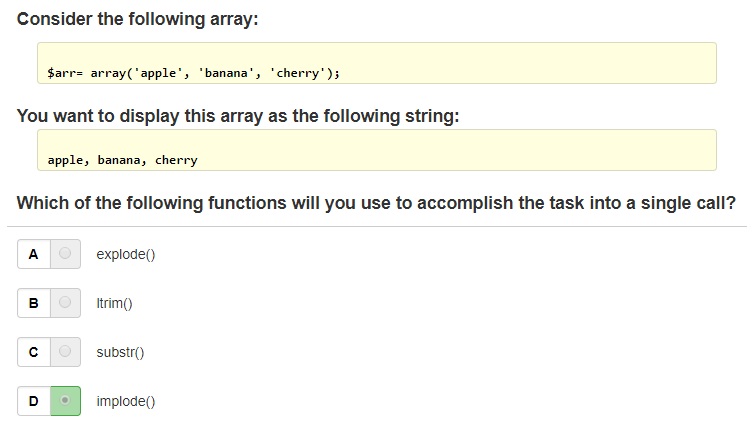 Consider the following array:
$arr= array('apple', 'banana', 'cherry');
You want to display this array as the following string:
apple, banana, cherry
Which of the following functions will you use to accomplish the task into a single call?
A explode()
B ltrim()
C substr()
D implode()